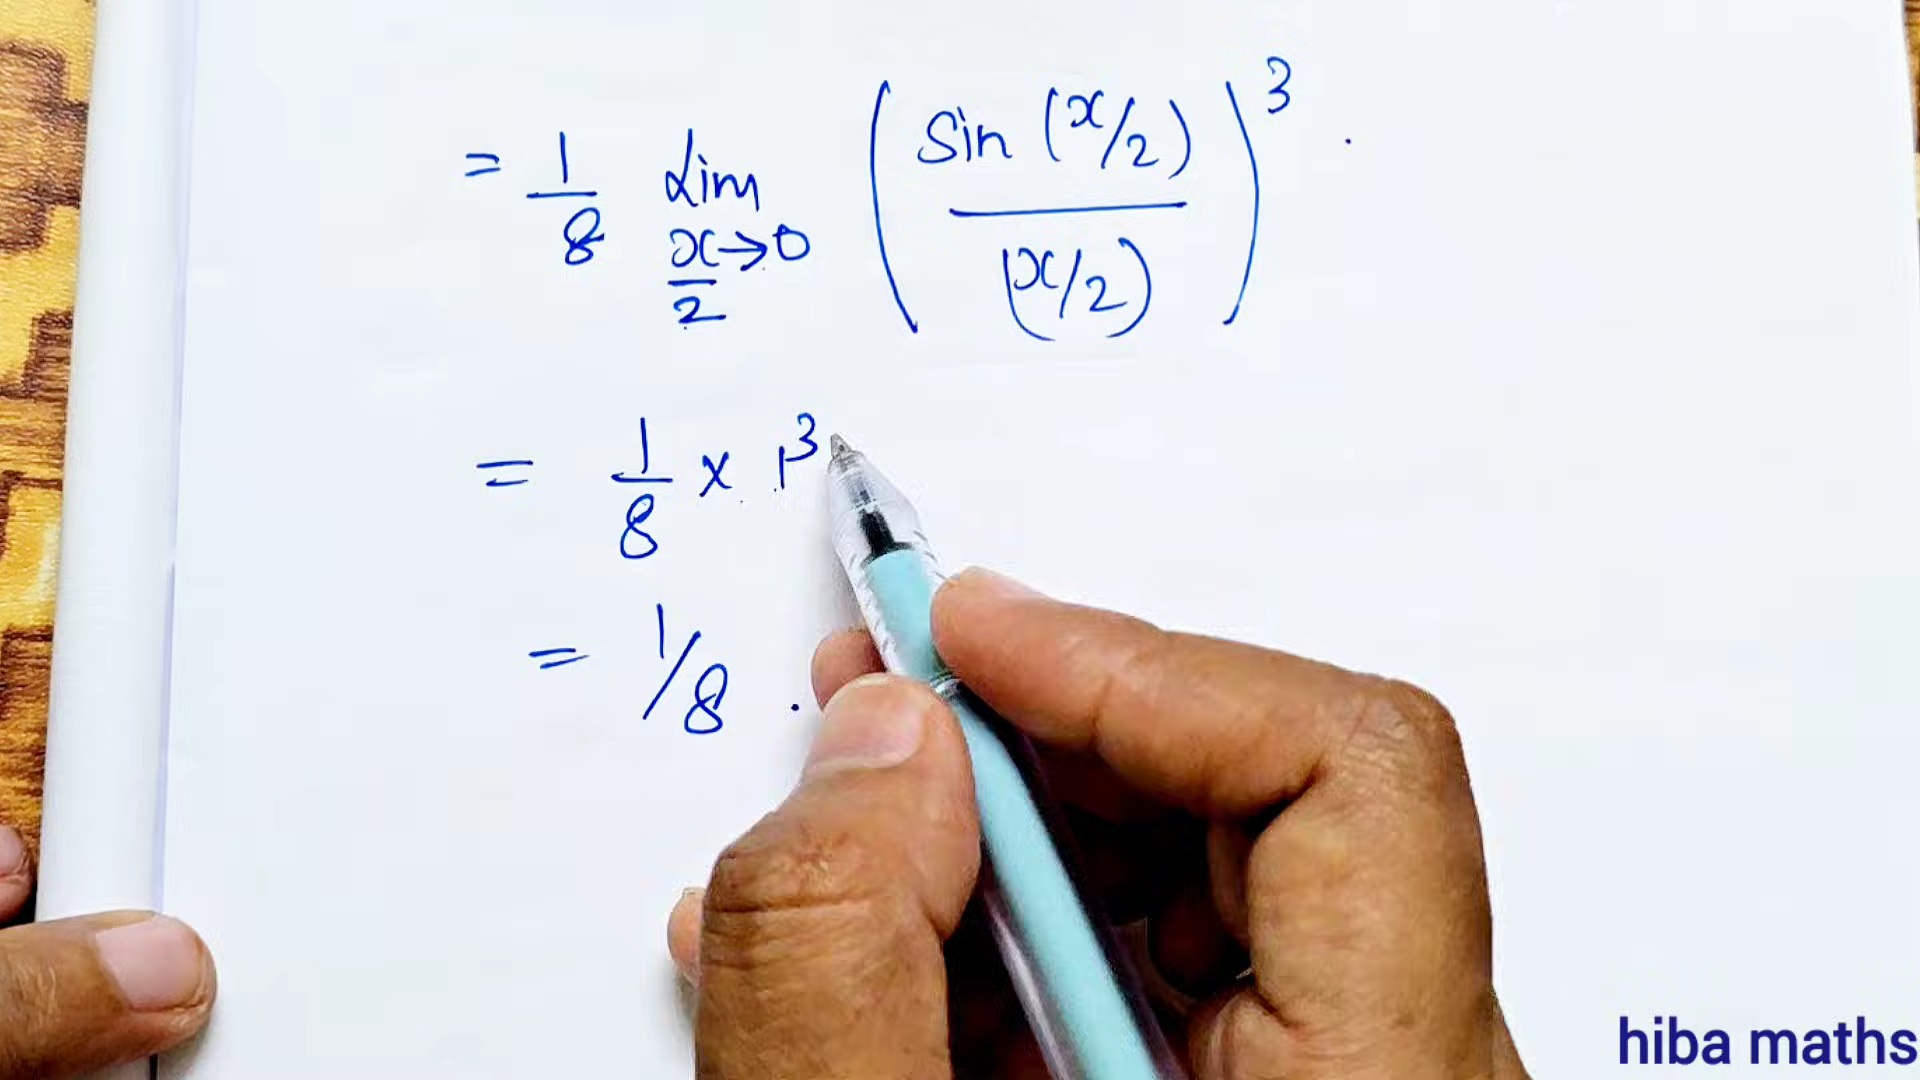 = 1/8 Lim x/2→0 (Sin (x/2) / (x/2))³ .
= 1/8 x 1³
= 1/8 .
hiba maths